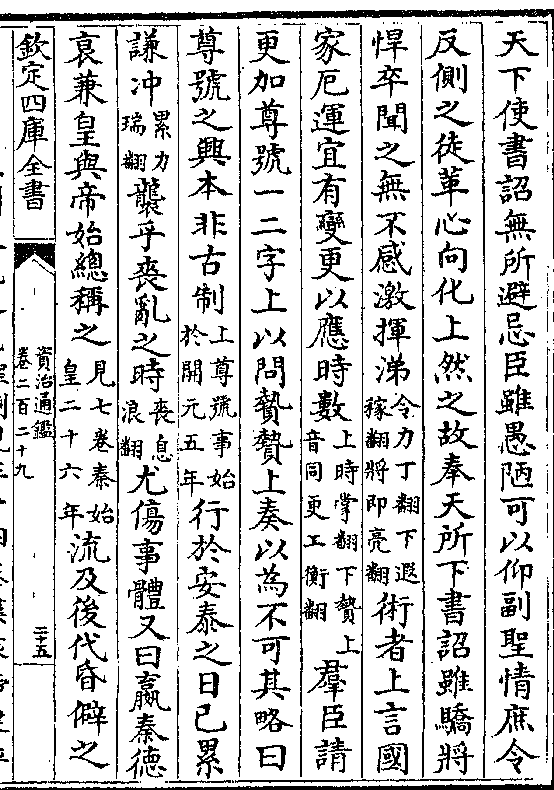 天下使書詔無所避忌臣雖愚陋可以仰副聖情庶令
反側之徒革心向化上然之故奉天所下書詔雖驕將
悍卒聞之無不感激揮涕令力丁翻下遐稼翻將即亮翻術者上言國
家厄運宜有變更以應時數上時掌翻下贄上音同更工衡翻羣臣請
更加尊號一二字上以問贄贄上奏以為不可其略曰
尊號之興本非古制上尊號事始於開元五年行於安泰之日已累
謙冲累力瑞翻襲乎喪亂之時喪息浪翻尤傷事體又曰嬴秦德
衰兼皇與帝始總稱之見七卷秦始皇二十六年流及後代昏僻之
欽定四庫全書
資治通鑑
卷二百二十九
二十五